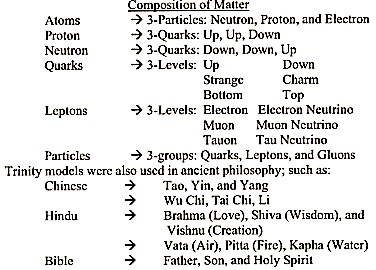 Composition of Matter
Atoms → 3-Particles: Neutron, Proton, and Electron
Proton → 3-Quarks: Up, Up, Down
Neutron → 3-Quarks: Down, Down, Up
Quarks → 3-Levels: Up Down
Strange Charm
Bottom Top
Leptons → 3-Levels: Electron Electron Neutrino
Muon Muon Neutrino
Tauon Tau Neutrino
Particles → 3-groups: Quarks, Leptons, and Gluons
Trinity models were also used in ancient philosophy; such as:
Chinese → Tao, Yin, and Yang
→ Wu Chi, Tai Chi, Li
Hindu → Brahma (Love), Shiva (Wisdom), and
Vishnu (Creation)
→ Vata (Air), Pitta (Fire), Kapha (Water)
Bible → Father, Son, and Holy Spirit